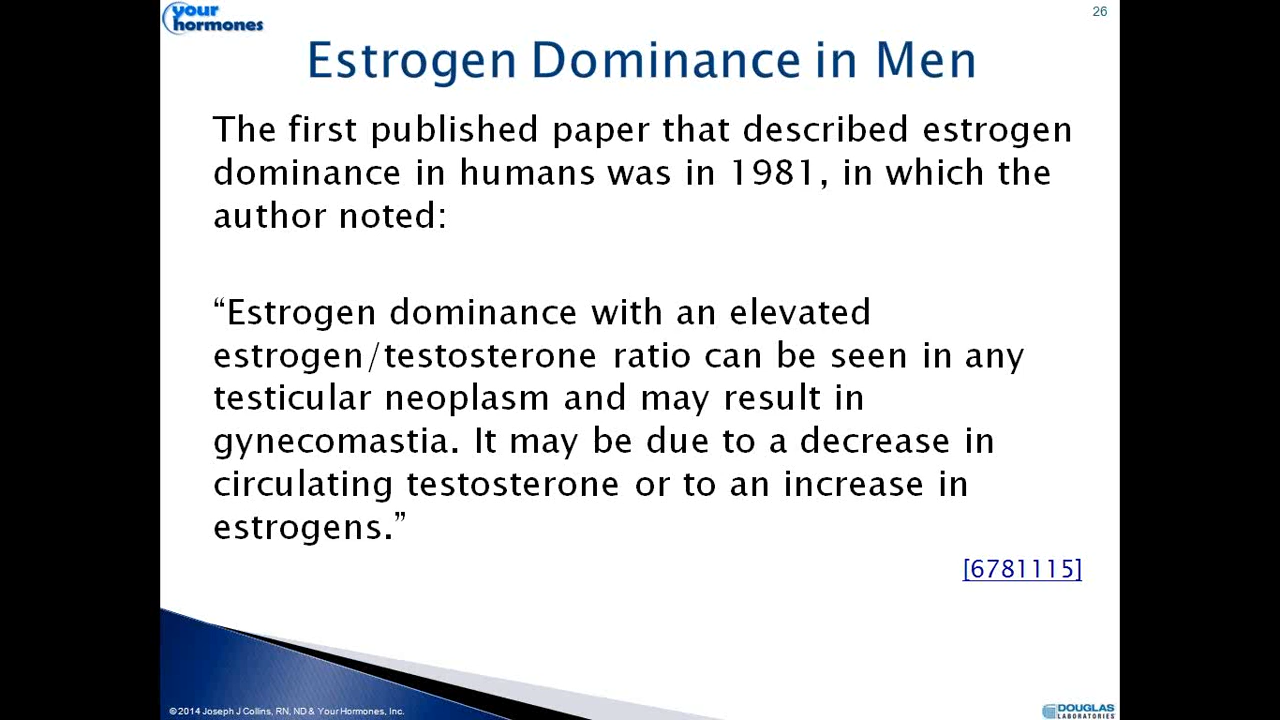 your
hormones
26
Estrogen Dominance in Men
The first published paper that described estrogen
dominance in humans was in 1981, in which the
author noted:
“Estrogen dominance with an elevated
estrogen/testosterone ratio can be seen in any
testicular neoplasm and may result in
gynecomastia. It may be due to a decrease in
circulating testosterone or to an increase in
estrogens.”
[6781115]
© 2014 Joseph J Collins, RN, ND & Your Hormones, Inc.
DOUGLAS
LABORATORIES